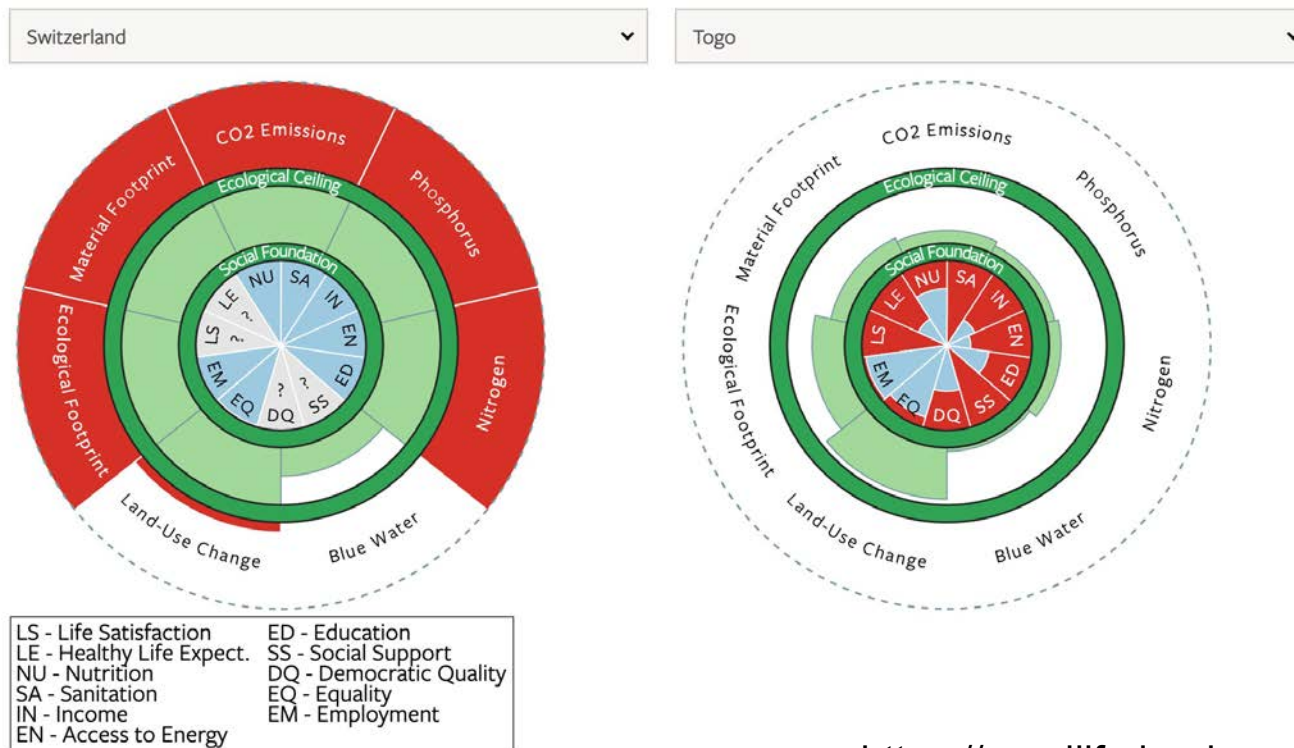 Switzerland
Togo
CO2 Emissions
Phosphorus
Nitrogen
Blue Water
Land-Use Change
Ecological Footprint
Material Footprint
Ecological Ceiling
Social Foundation
NU
SA
IN
EN
ED
SS
?
DQ
?
EQ
EM
LS
?
LE
?
CO2 Emissions
Phosphorus
Nitrogen
Blue Water
Land-Use Change
Ecological Footprint
Material Footprint
Ecological Ceiling
Social Foundation
NU
SA
IN
EN
ED
SS
DQ
EQ
EM
LS
LE
LS - Life Satisfaction
LE - Healthy Life Expect.
NU - Nutrition
SA - Sanitation
IN - Income
EN - Access to Energy
ED - Education
SS - Social Support
DQ - Democratic Quality
EQ - Equality
EM - Employment